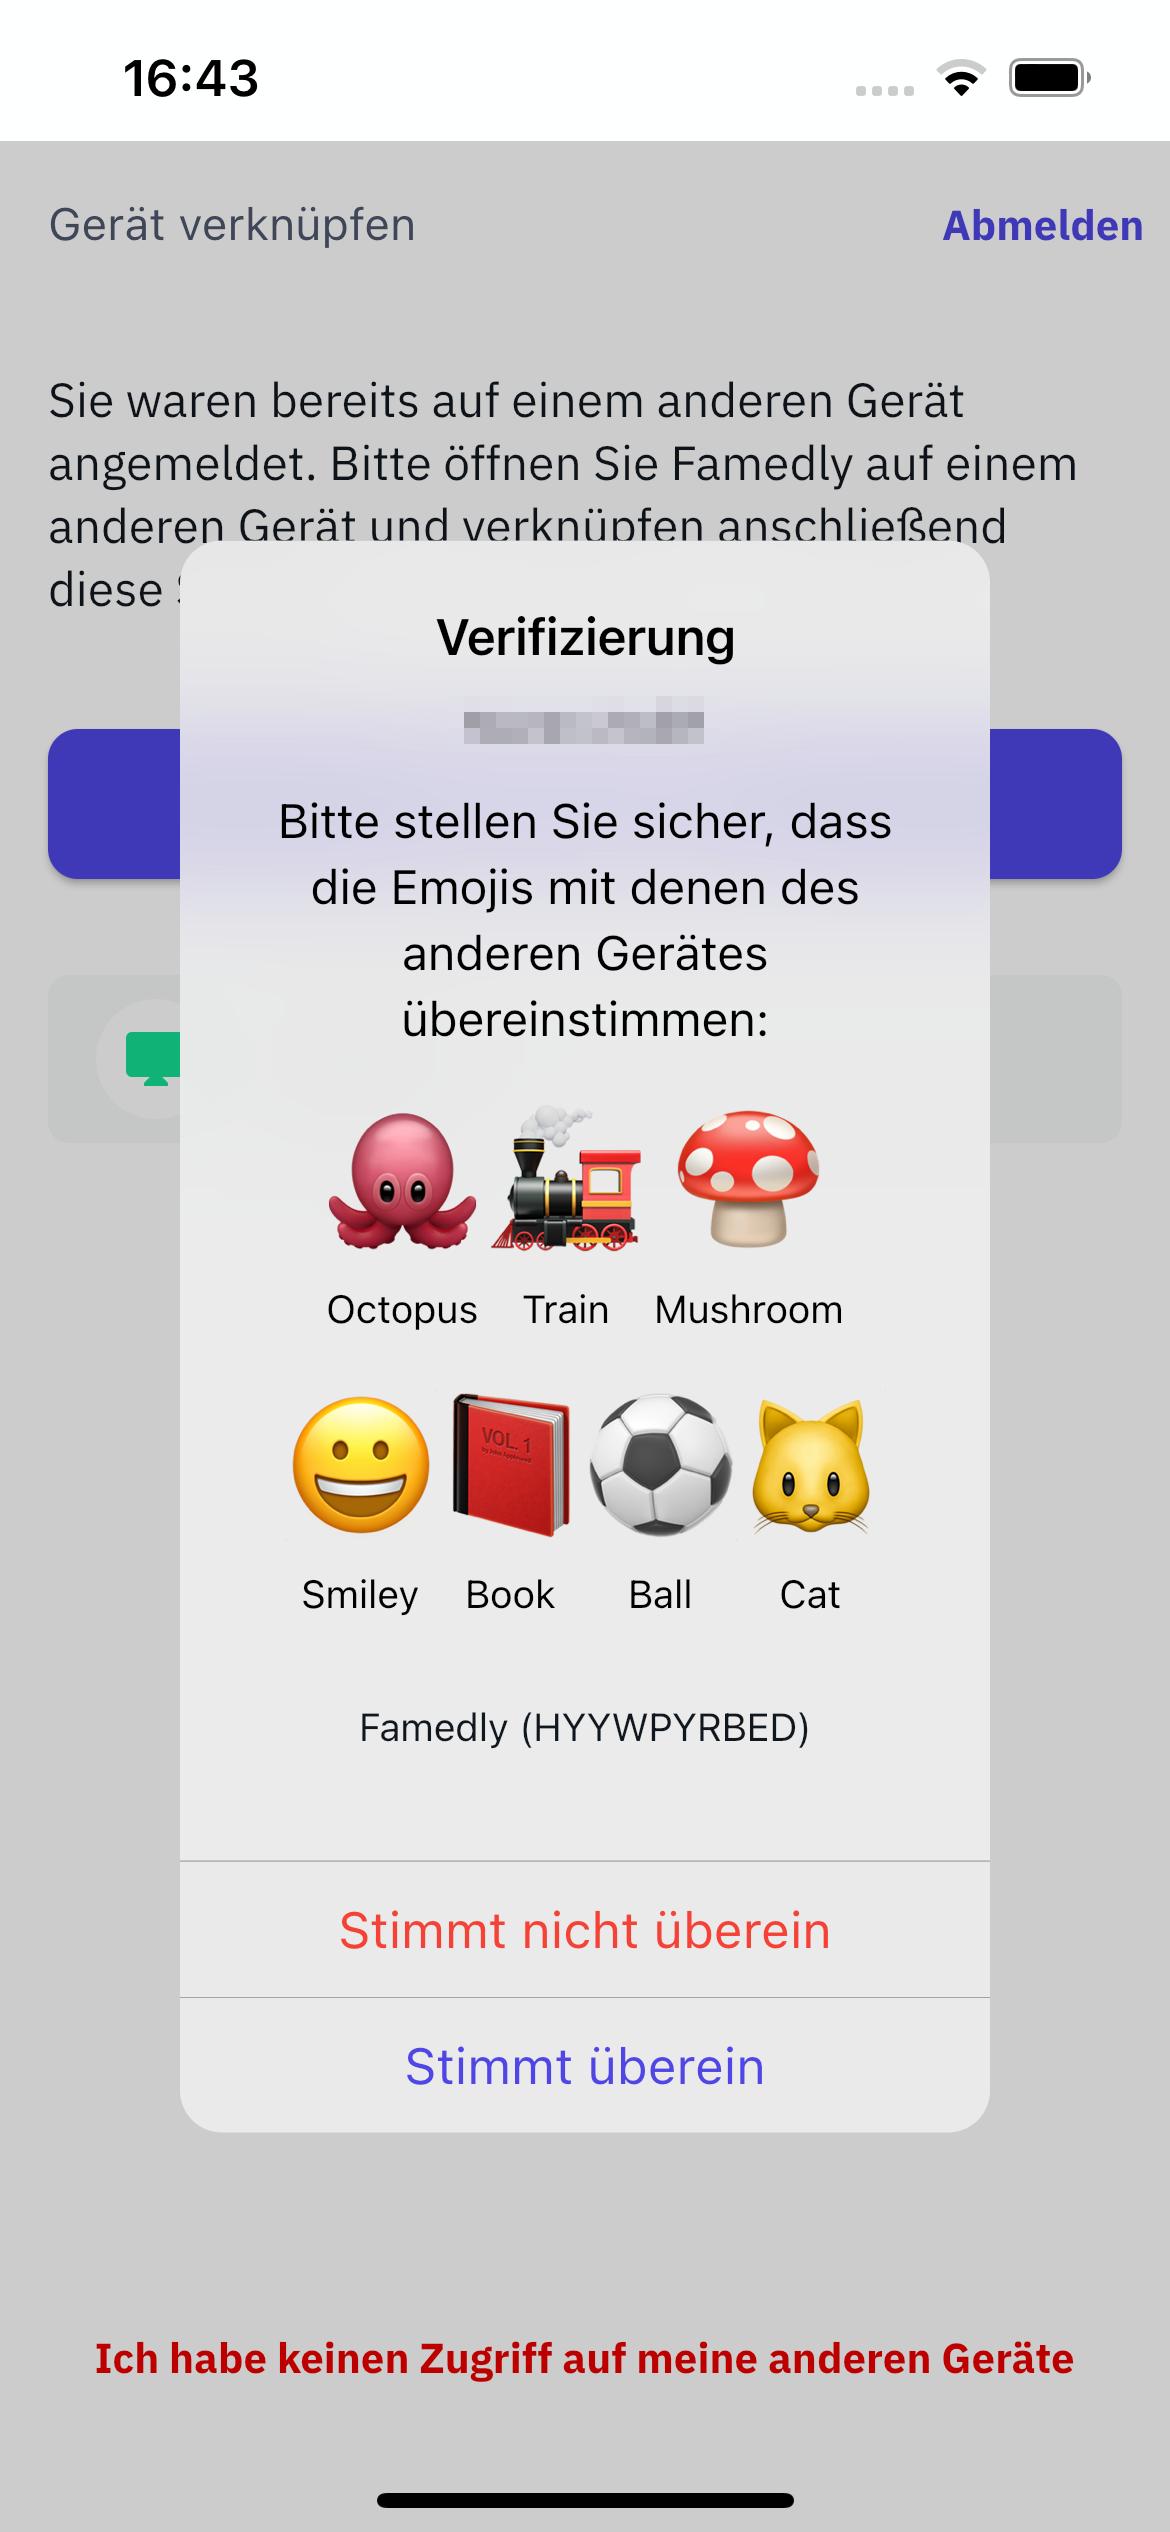 16:43
Gerät verknüpfen
Abmelden
Sie waren bereits auf einem anderen Gerät
angemeldet. Bitte öffnen Sie Famedly auf einem
anderen Gerät und verknüpfen anschließend
diese
Verifizierung
Bitte stellen Sie sicher, dass
die Emojis mit denen des
anderen Gerätes
übereinstimmen:
Octopus Train Mushroom
VOL. 1
Smiley Book Ball Cat
Famedly (HYYWPYRBED)
Stimmt nicht überein
Stimmt überein
Ich habe keinen Zugriff auf meine anderen Geräte